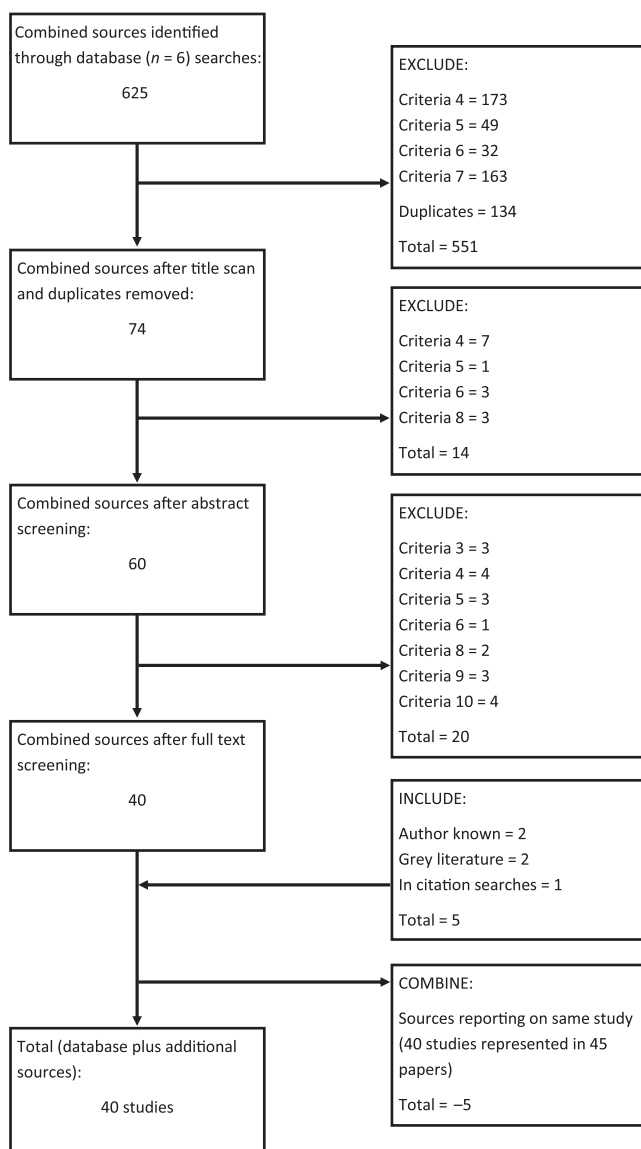 Combined sources identified
through database (n = 6) searches:
625
EXCLUDE:
Criteria 4 = 173
Criteria 5 = 49
Criteria 6 = 32
Criteria 7 = 163
Duplicates = 134
Total = 551
Combined sources after title scan
and duplicates removed:
74
EXCLUDE:
Criteria 4 = 7
Criteria 5 = 1
Criteria 6 = 3
Criteria 8 = 3
Total = 14
Combined sources after abstract
screening:
60
EXCLUDE:
Criteria 3 = 3
Criteria 4 = 4
Criteria 5 = 3
Criteria 6 = 1
Criteria 8 = 2
Criteria 9 = 3
Criteria 10 = 4
Total = 20
Combined sources after full text
screening:
40
INCLUDE:
Author known = 2
Grey literature = 2
In citation searches = 1
Total = 5
COMBINE:
Sources reporting on same study
(40 studies represented in 45
papers)
Total = –5
Total (database plus additional
sources):
40 studies